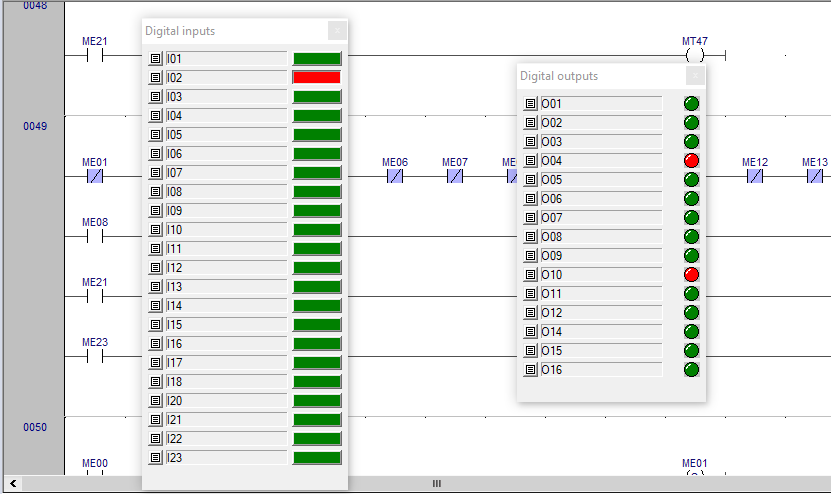 0048
ME21
MT47
Digital inputs
I01
I02
I03
I04
I05
I06
I07
I08
I09
I10
I11
I12
I13
I14
I15
I16
I17
I18
I20
I21
I22
I23
Digital outputs
O01
O02
O03
O04
O05
O06
O07
O08
O09
O10
O11
O12
O14
O15
O16
0049
ME01
ME06
ME07
ME12
ME13
ME08
ME21
ME23
0050
ME00
ME01